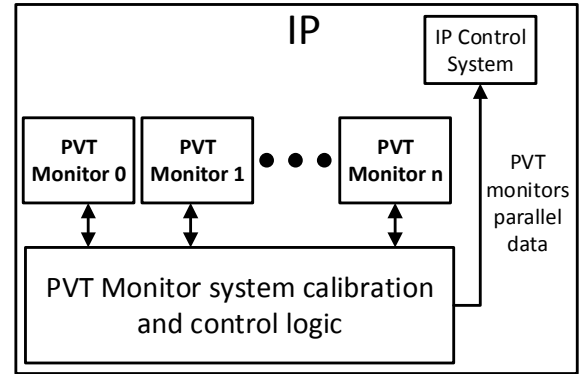 IP
IP Control
System
PVT
Monitor 0
PVT
Monitor 1
PVT
Monitor n
PVT
monitors
parallel
data
PVT Monitor system calibration
and control logic